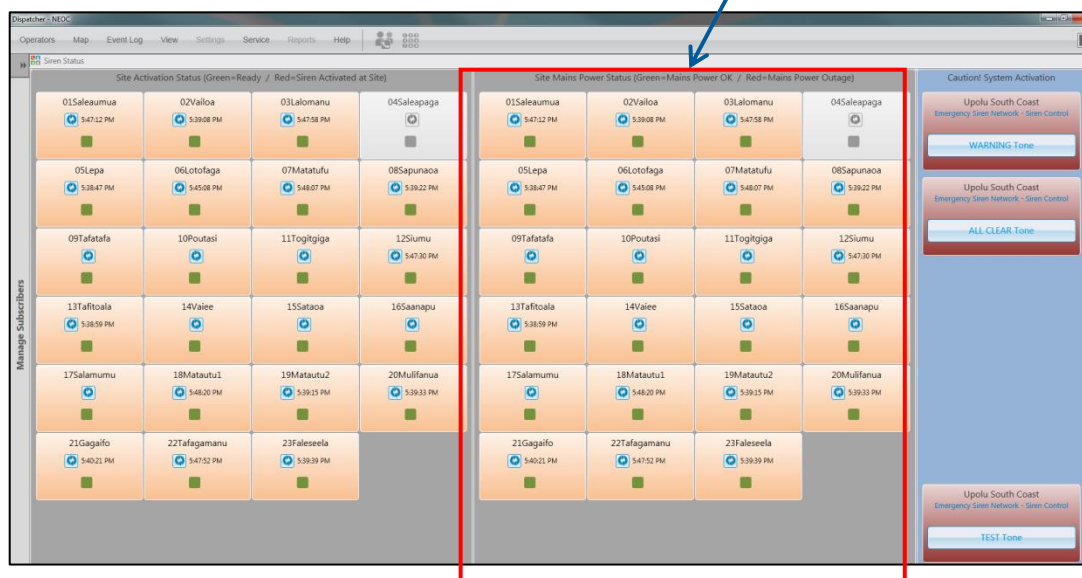 Dispatcher - NEOC
Operators Map Event Log View Settings Service Reports Help
Siren Status
Manage Subscribers
Site Activation Status (Green=Ready / Red=Siren Activated at Site)
01Saleaumua 02Vailoa 03Lalomanu 04Saleapaga
5:47:12 PM 5:39:08 PM 5:47:58 PM
05Lepa 06Lotofaga 07Matatufu 08Sapunaoa
5:38:47 PM 5:45:08 PM 5:48:07 PM 5:39:22 PM
09Tafatafa 10Poutasi 11Togitgiga 12Siumu
5:47:30 PM
13Tafitoala 14Vaiee 15Sataoa 16Saanapu
5:38:59 PM
17Salamumu 18Matautu1 19Matautu2 20Mulifanua
5:48:20 PM 5:39:15 PM 5:39:33 PM
21Gagaifo 22Tafagamanu 23Faleseela
5:40:21 PM 5:47:52 PM 5:39:39 PM
Site Mains Power Status (Green=Mains Power OK / Red=Mains Power Outage)
01Saleaumua 02Vailoa 03Lalomanu 04Saleapaga
5:47:12 PM 5:39:08 PM 5:47:58 PM
05Lepa 06Lotofaga 07Matatufu 08Sapunaoa
5:38:47 PM 5:45:08 PM 5:48:07 PM 5:39:22 PM
09Tafatafa 10Poutasi 11Togitgiga 12Siumu
5:47:30 PM
13Tafitoala 14Vaiee 15Sataoa 16Saanapu
5:38:59 PM
17Salamumu 18Matautu1 19Matautu2 20Mulifanua
5:48:20 PM 5:39:15 PM 5:39:33 PM
21Gagaifo 22Tafagamanu 23Faleseela
5:40:21 PM 5:47:52 PM 5:39:39 PM
Caution! System Activation
Upolu South Coast
Emergency Siren Network - Siren Control
WARNING Tone
Upolu South Coast
Emergency Siren Network - Siren Control
ALL CLEAR Tone
Upolu South Coast
Emergency Siren Network - Siren Control
TEST Tone